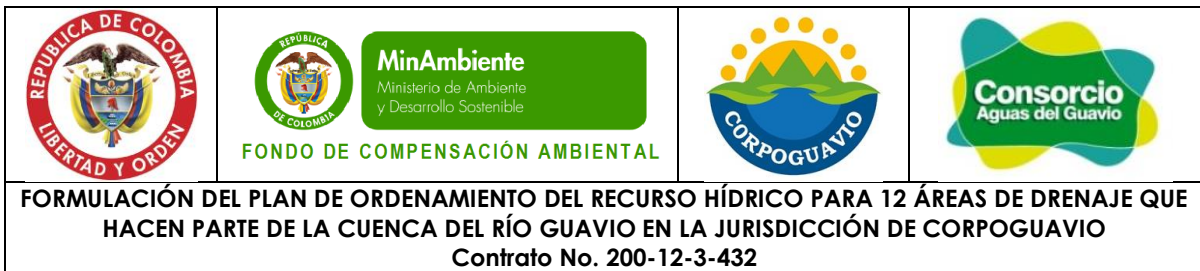 REPUBLICA DE COLOMBIA
LIBERTAD Y ORDEN
REPÚBLICA
DE COLOMBIA
MinAmbiente
Ministerio de Ambiente
y Desarrollo Sostenible
FONDO DE COMPENSACIÓN AMBIENTAL
CORPOGUAVIO
Consorcio
Aguas del Guavio
FORMULACIÓN DEL PLAN DE ORDENAMIENTO DEL RECURSO HÍDRICO PARA 12 ÁREAS DE DRENAJE QUE
HACEN PARTE DE LA CUENCA DEL RÍO GUAVIO EN LA JURISDICCIÓN DE CORPOGUAVIO
Contrato No. 200-12-3-432